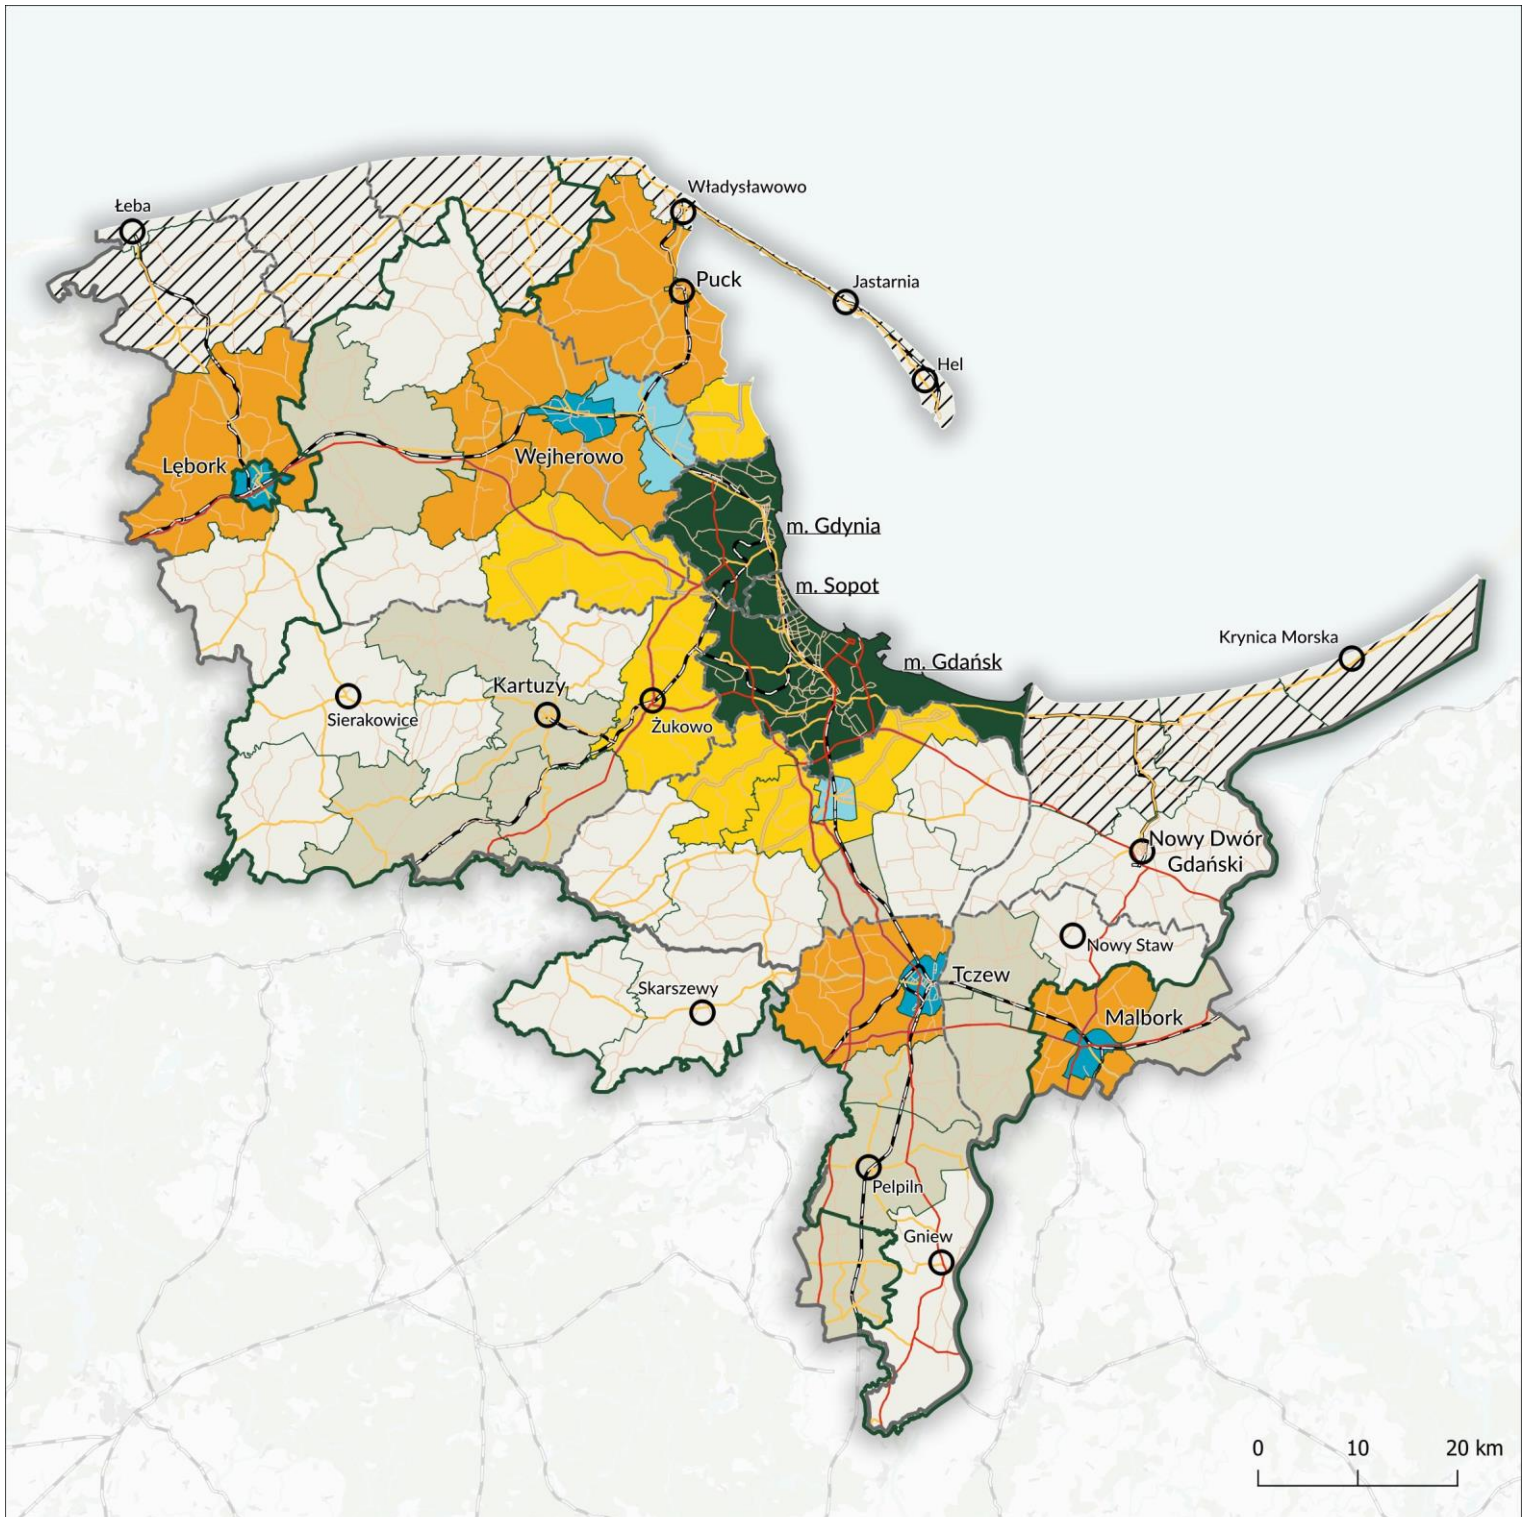 Władysławowo
Łeba
Puck
Jastarnia
Hel
Lębork
Wejherowo
m. Gdynia
m. Sopot
Krynica Morska
m. Gdańsk
Kartuzy
Sierakowice
Żukowo
Nowy Dwór
Gdański
Nowy Staw
Tczew
Skarszewy
Malbork
Pelpiln
Gniew
0 10 20 km